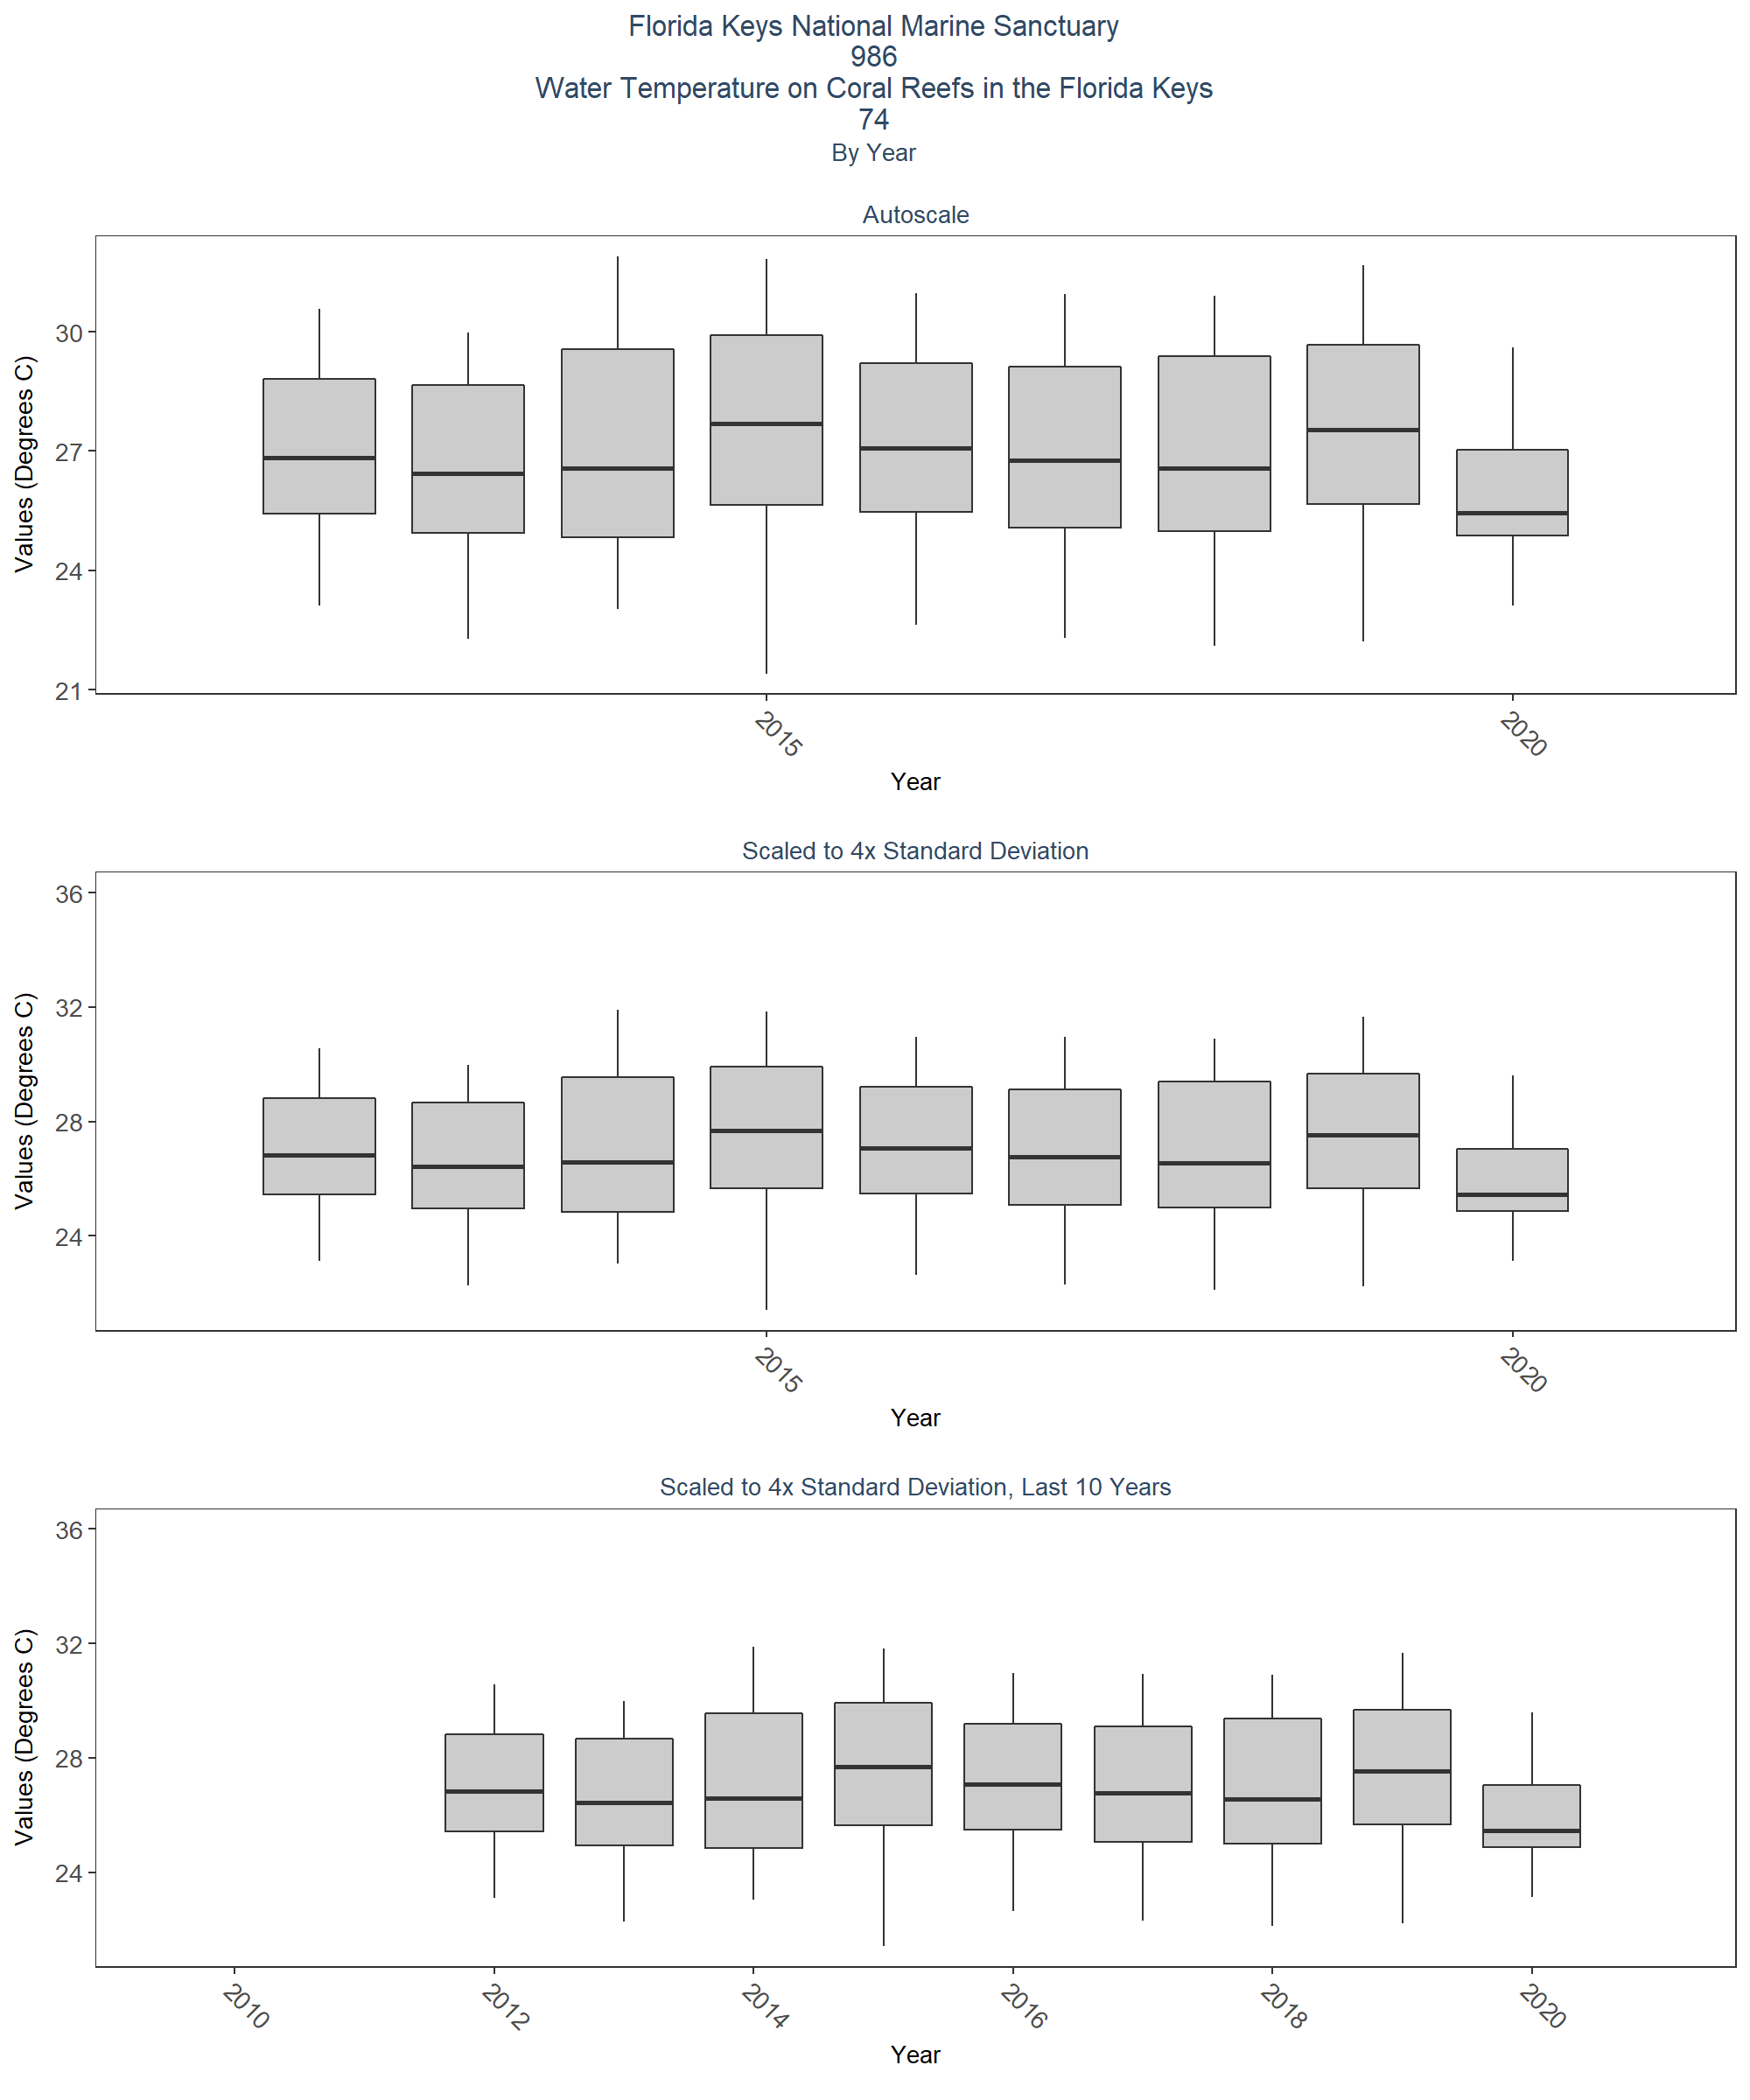 Florida Keys National Marine Sanctuary
986
Water Temperature on Coral Reefs in the Florida Keys
74
By Year
Autoscale
Values (Degrees C)
30
27
24
21
2015
2020
Year
Scaled to 4x Standard Deviation
Values (Degrees C)
36
32
28
24
2015
2020
Year
Scaled to 4x Standard Deviation, Last 10 Years
Values (Degrees C)
36
32
28
24
2010
2012
2014
2016
2018
2020
Year